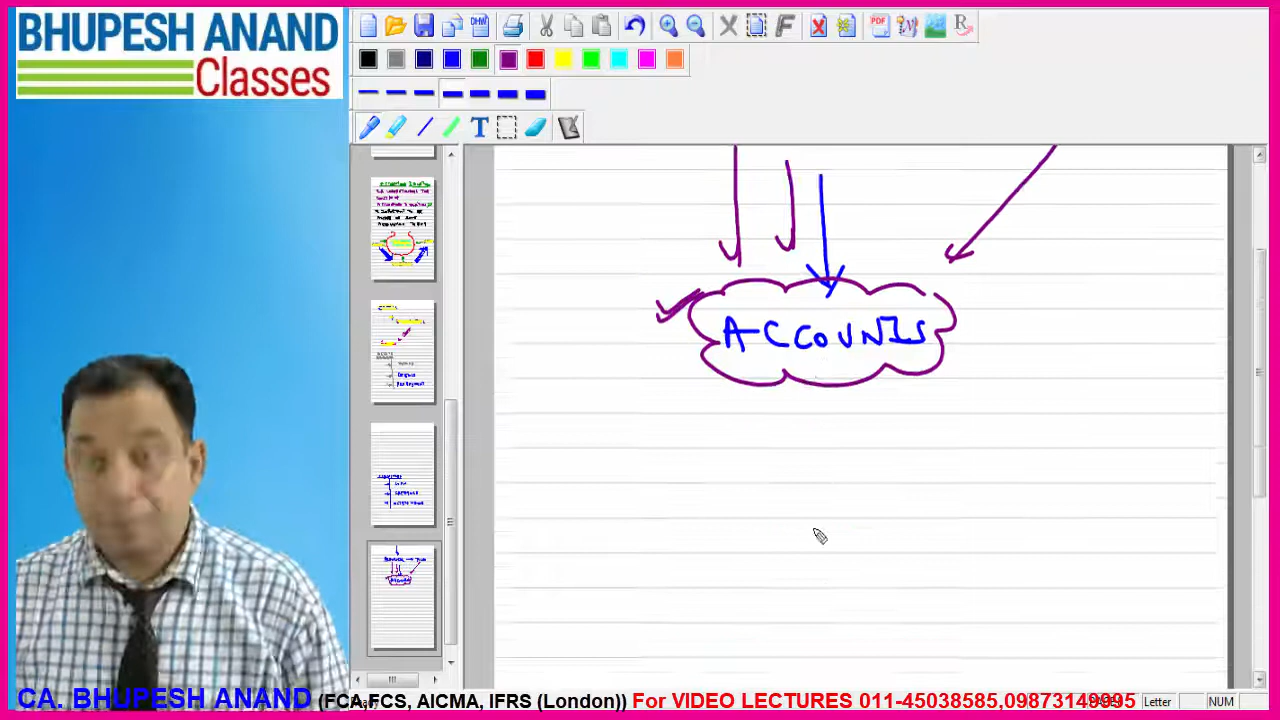 BHUPESH ANAND
Classes
ACCOUNTS
CA. BHUPESH ANAND (FCA,FCS, AICMA, IFRS (London)) For VIDEO LECTURES 011-45038585,09873149995
Letter
NUM